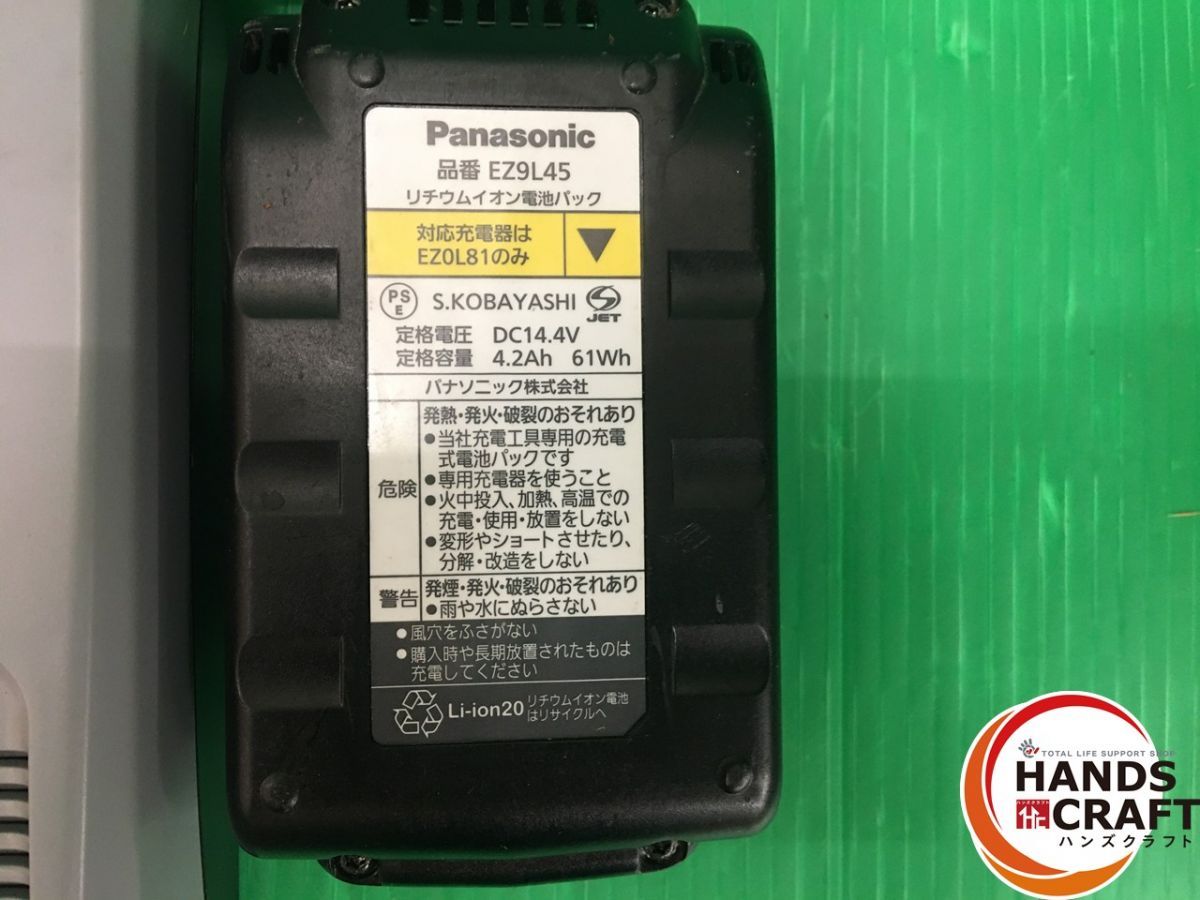 Panasonic
品番 EZ9L45
リチウムイオン電池パック
対応充電器は
EZ0L81のみ
PSE S.KOBAYASHI JET
定格電圧 DC14.4V
定格容量 4.2Ah 61Wh
パナソニック株式会社
危険
発熱・発火・破裂のおそれあり
●当社充電工具専用の充電
式電池パックです
●専用充電器を使うこと
●火中投入、加熱、高温での
充電・使用・放置をしない
●変形やショートさせたり、
分解・改造をしない
警告
発煙・発火・破裂のおそれあり
●雨や水にぬらさない
●風穴をふさがない
●購入時や長期放置されたものは
充電してください
Li-ion20
リチウムイオン電池
はリサイクルへ
TOTAL LIFE SUPPORT SHOP
HANDS
ハンズクラフト
CRAFT
ハンズクラフト